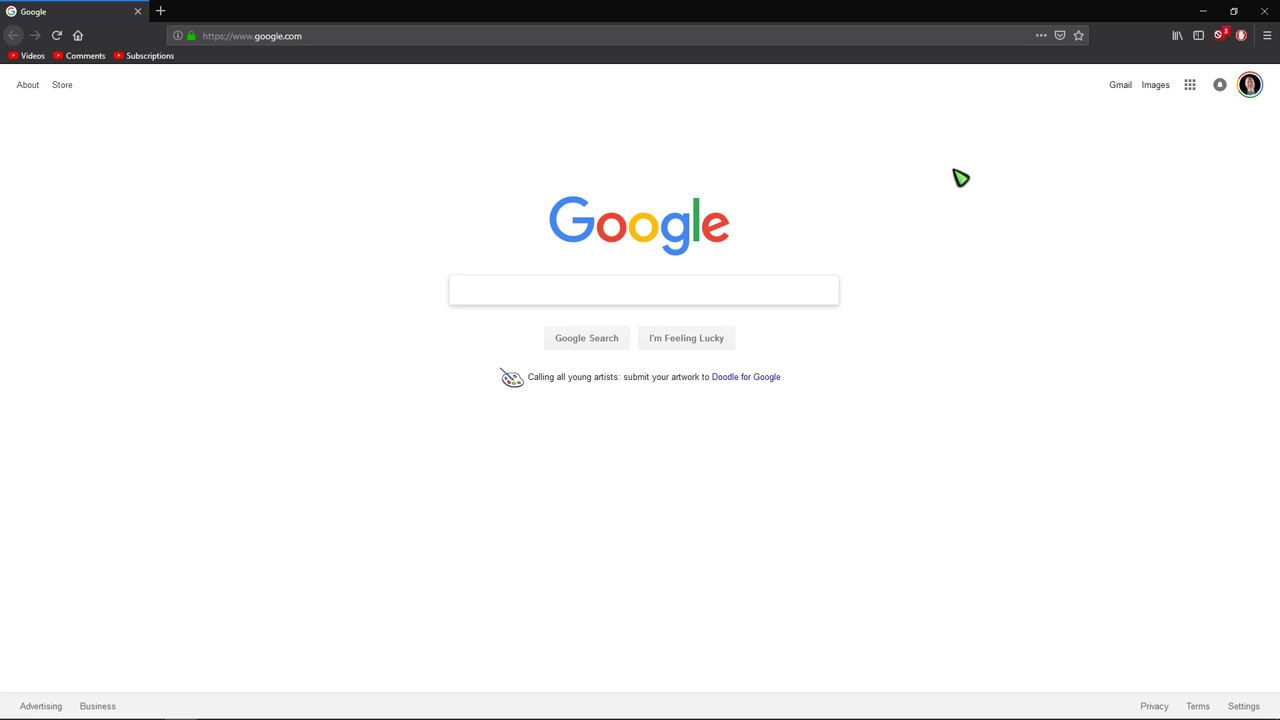 Google
https://www.google.com
3
Videos Comments Subscriptions
About Store
Gmail Images
Google
Google Search I'm Feeling Lucky
Calling all young artists: submit your artwork to Doodle for Google
Advertising Business
Privacy Terms Settings